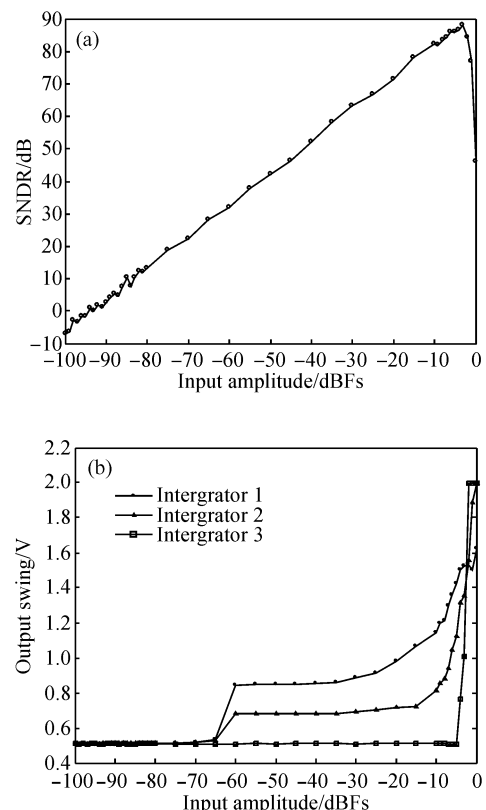 (a)
90
80
70
60
50
40
30
20
10
0
−10
SNDR/dB
−100 −90 −80 −70 −60 −50 −40 −30 −20 −10 0
Input amplitude/dBFs
(b)
2.2
2.0
1.8
1.6
1.4
1.2
1.0
0.8
0.6
0.4
Output swing/V
Intergrator 1
Intergrator 2
Intergrator 3
−100 −90 −80 −70 −60 −50 −40 −30 −20 −10 0
Input amplitude/dBFs